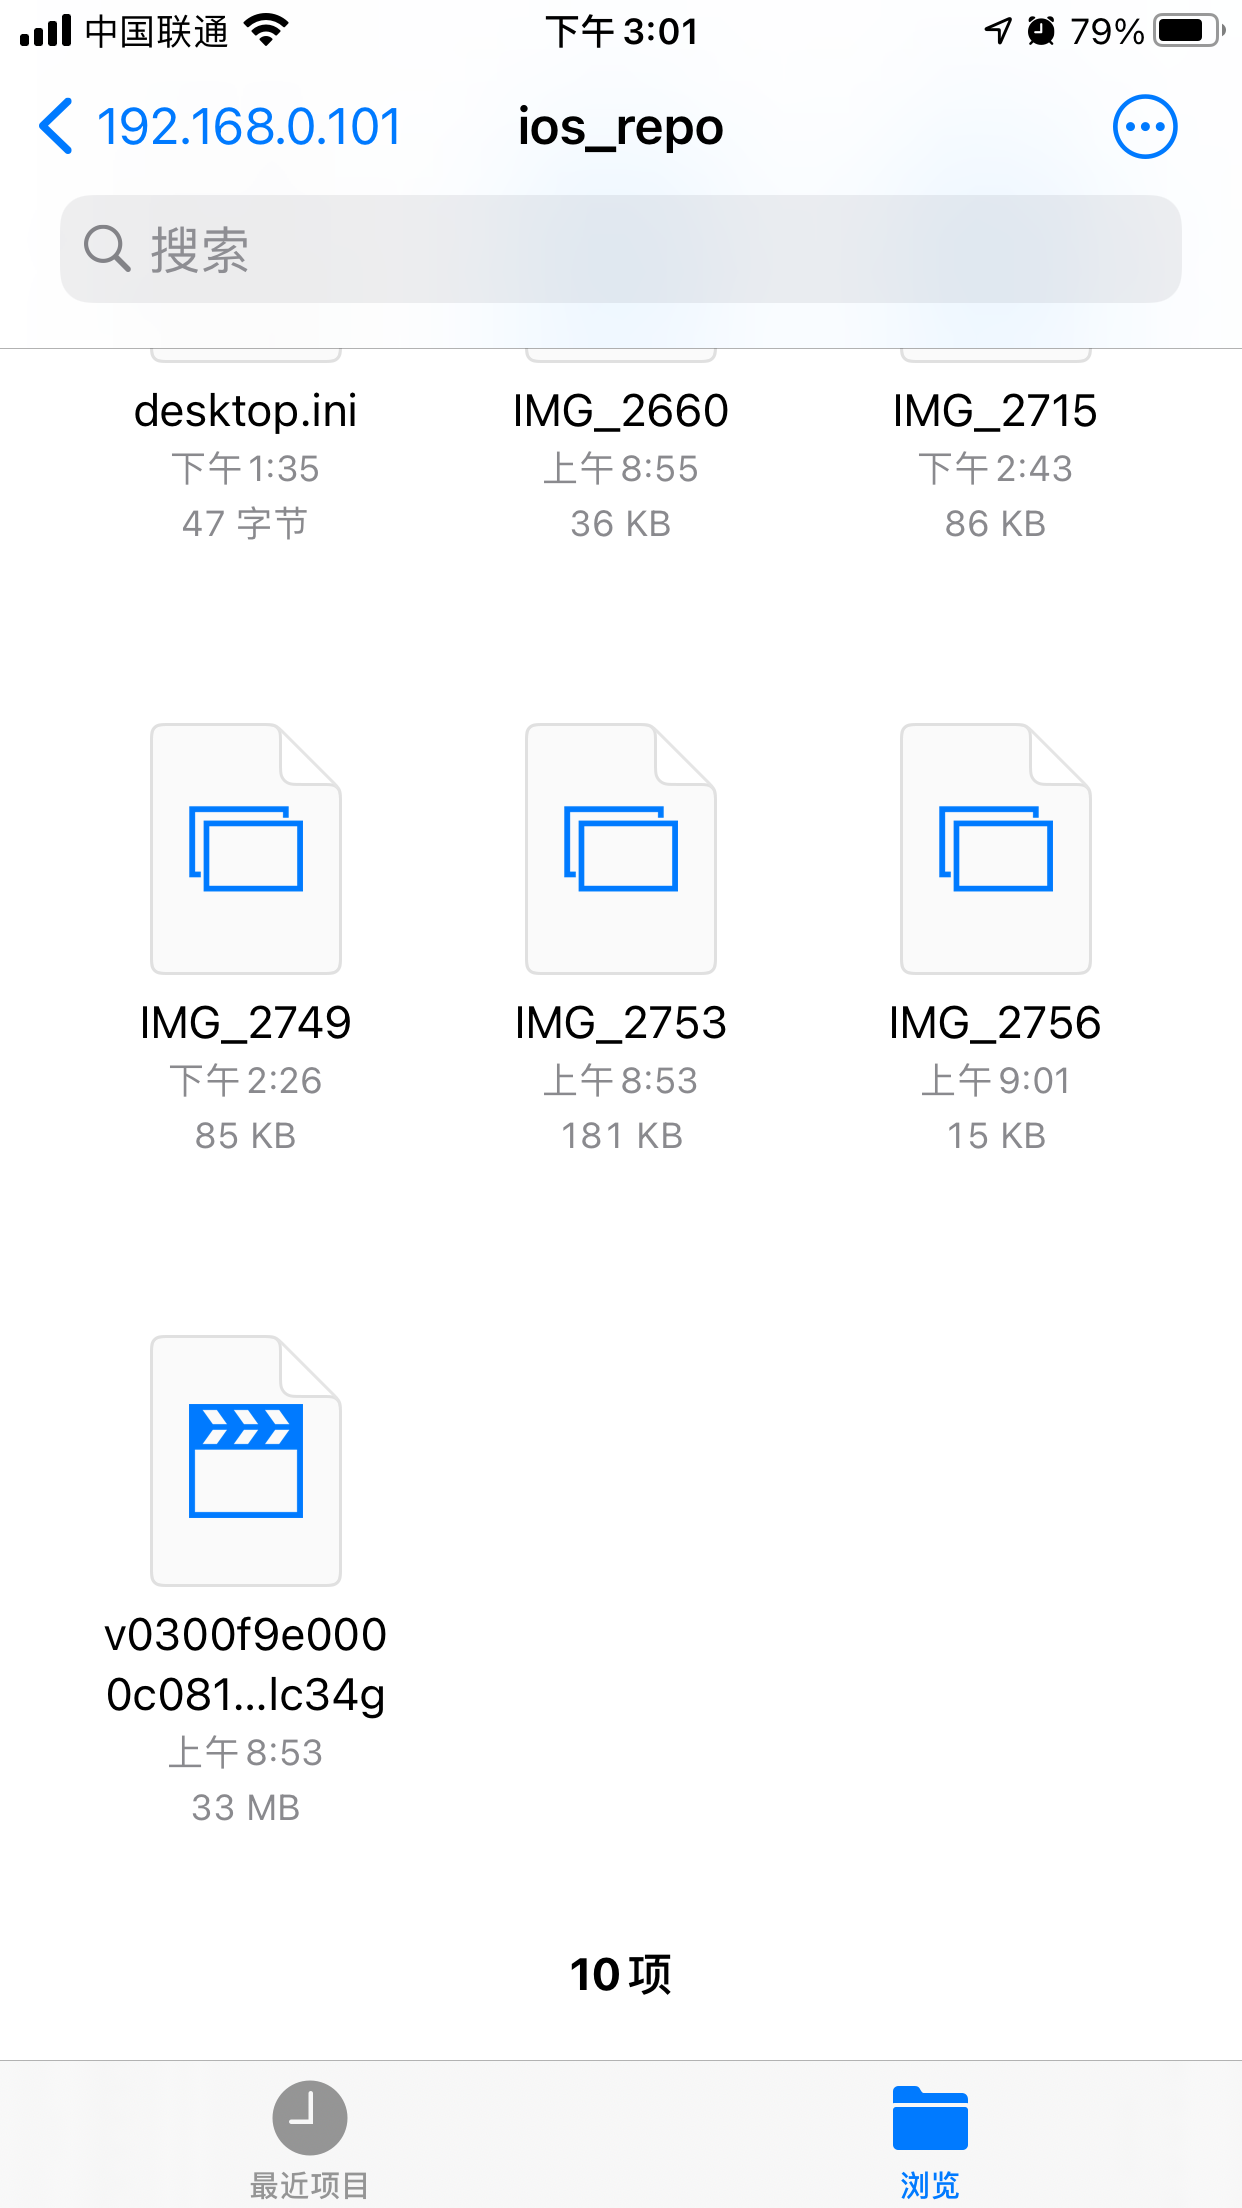 中国联通 下午3:01 79%
192.168.0.101 ios_repo
搜索
desktop.ini IMG_2660 IMG_2715
下午1:35 上午8:55 下午2:43
47 字节 36 KB 86 KB
IMG_2749 IMG_2753 IMG_2756
下午2:26 上午8:53 上午9:01
85 KB 181 KB 15 KB
v0300f9e000
0c081...lc34g
上午8:53
33 MB
10项
最近项目 浏览